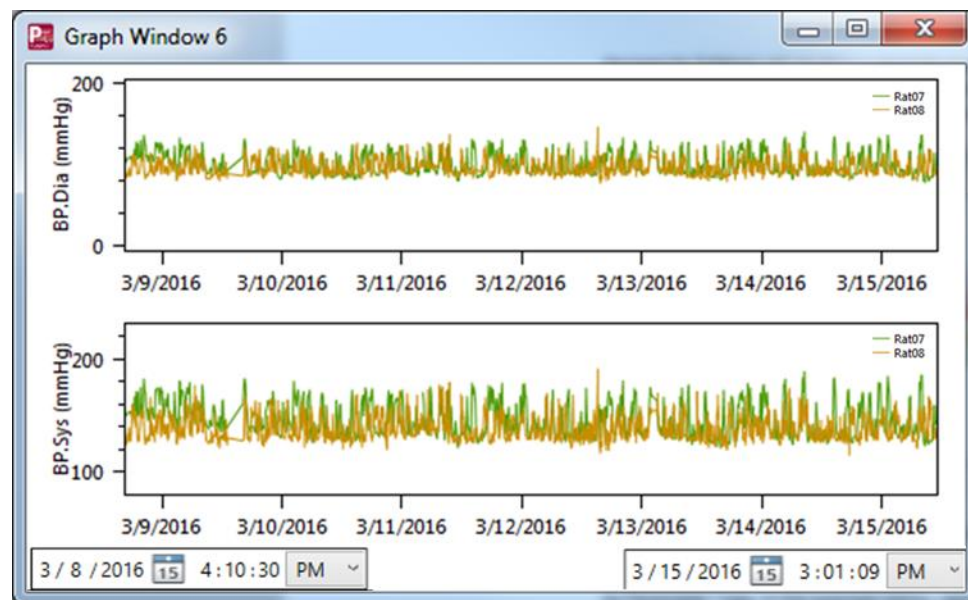 Graph Window 6
200
BP.Dia (mmHg)
0
Rat07
Rat08
3/9/2016 3/10/2016 3/11/2016 3/12/2016 3/13/2016 3/14/2016 3/15/2016
200
BP.Sys (mmHg)
100
Rat07
Rat08
3/9/2016 3/10/2016 3/11/2016 3/12/2016 3/13/2016 3/14/2016 3/15/2016
3 / 8 / 2016 15 4 : 10 : 30 PM 3 / 15 / 2016 15 3 : 01 : 09 PM